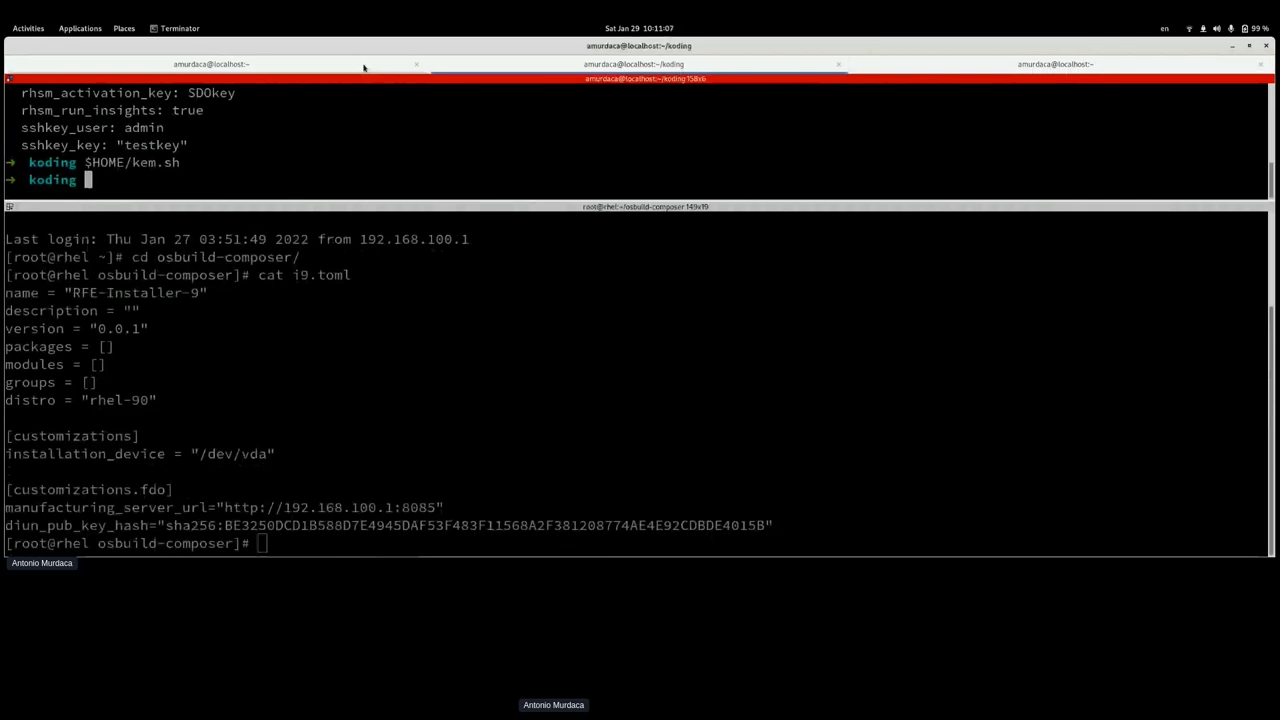 Activities Applications Places Terminator Sat Jan 29 10:11:07 en 99 %
amurdaca@localhost:~/koding
amurdaca@localhost:~ × amurdaca@localhost:~/koding × amurdaca@localhost:~ ×
amurdaca@localhost:~/koding 158x6
rhsm_activation_key: SDOkey
rhsm_run_insights: true
sshkey_user: admin
sshkey_key: "testkey"
→ koding $HOME/kem.sh
→ koding
root@rhel:~/osbuild-composer 149x19
Last login: Thu Jan 27 03:51:49 2022 from 192.168.100.1
[root@rhel ~]# cd osbuild-composer/
[root@rhel osbuild-composer]# cat i9.toml
name = "RFE-Installer-9"
description = ""
version = "0.0.1"
packages = []
modules = []
groups = []
distro = "rhel-90"
[customizations]
installation_device = "/dev/vda"
[customizations.fdo]
manufacturing_server_url="http://192.168.100.1:8085"
diun_pub_key_hash="sha256:BE3250DCD1B588D7E4945DAF53F483F11568A2F381208774AE4E92CDBDE4015B"
[root@rhel osbuild-composer]#
Antonio Murdaca
Antonio Murdaca